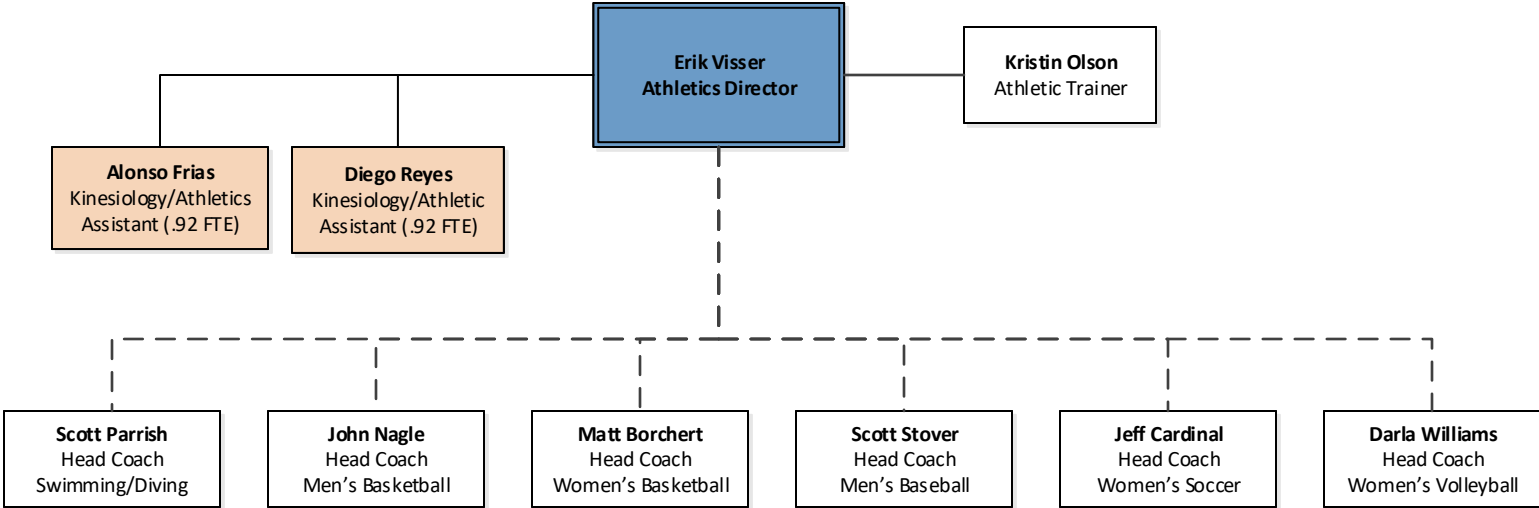 Erik Visser
Athletics Director
Kristin Olson
Athletic Trainer
Alonso Frias
Kinesiology/Athletics
Assistant (.92 FTE)
Diego Reyes
Kinesiology/Athletic
Assistant (.92 FTE)
Scott Parrish
Head Coach
Swimming/Diving
John Nagle
Head Coach
Men’s Basketball
Matt Borchert
Head Coach
Women’s Basketball
Scott Stover
Head Coach
Men’s Baseball
Jeff Cardinal
Head Coach
Women’s Soccer
Darla Williams
Head Coach
Women’s Volleyball